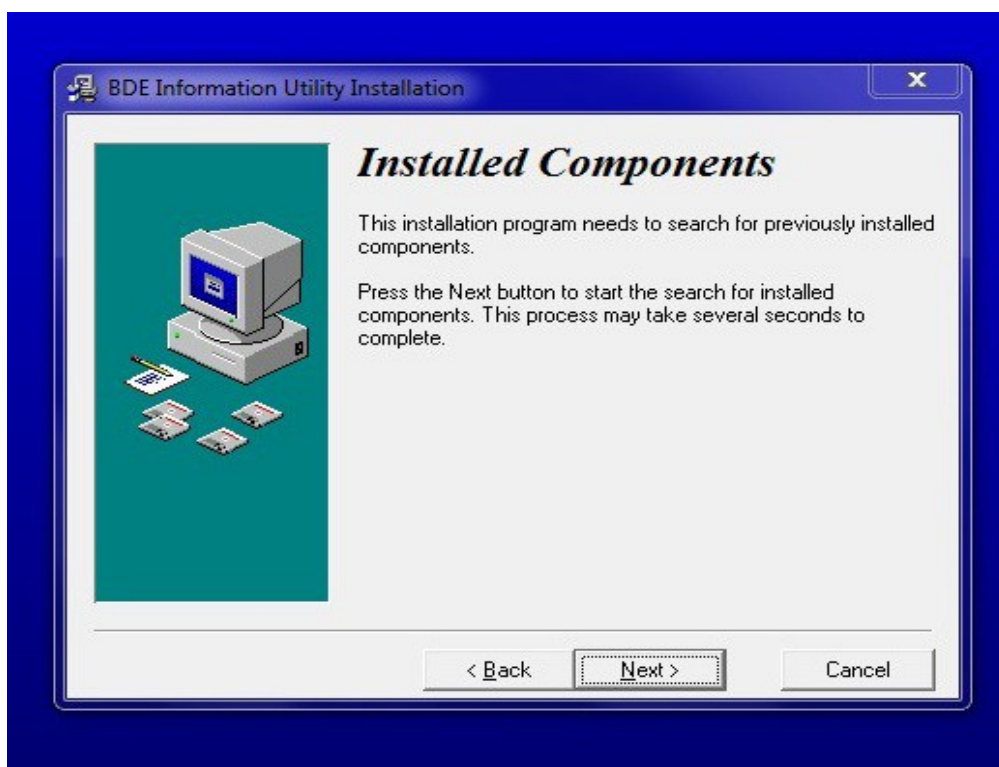 BDE Information Utility Installation
X
Installed Components
This installation program needs to search for previously installed
components.
Press the Next button to start the search for installed
components. This process may take several seconds to
complete.
< Back
Next >
Cancel